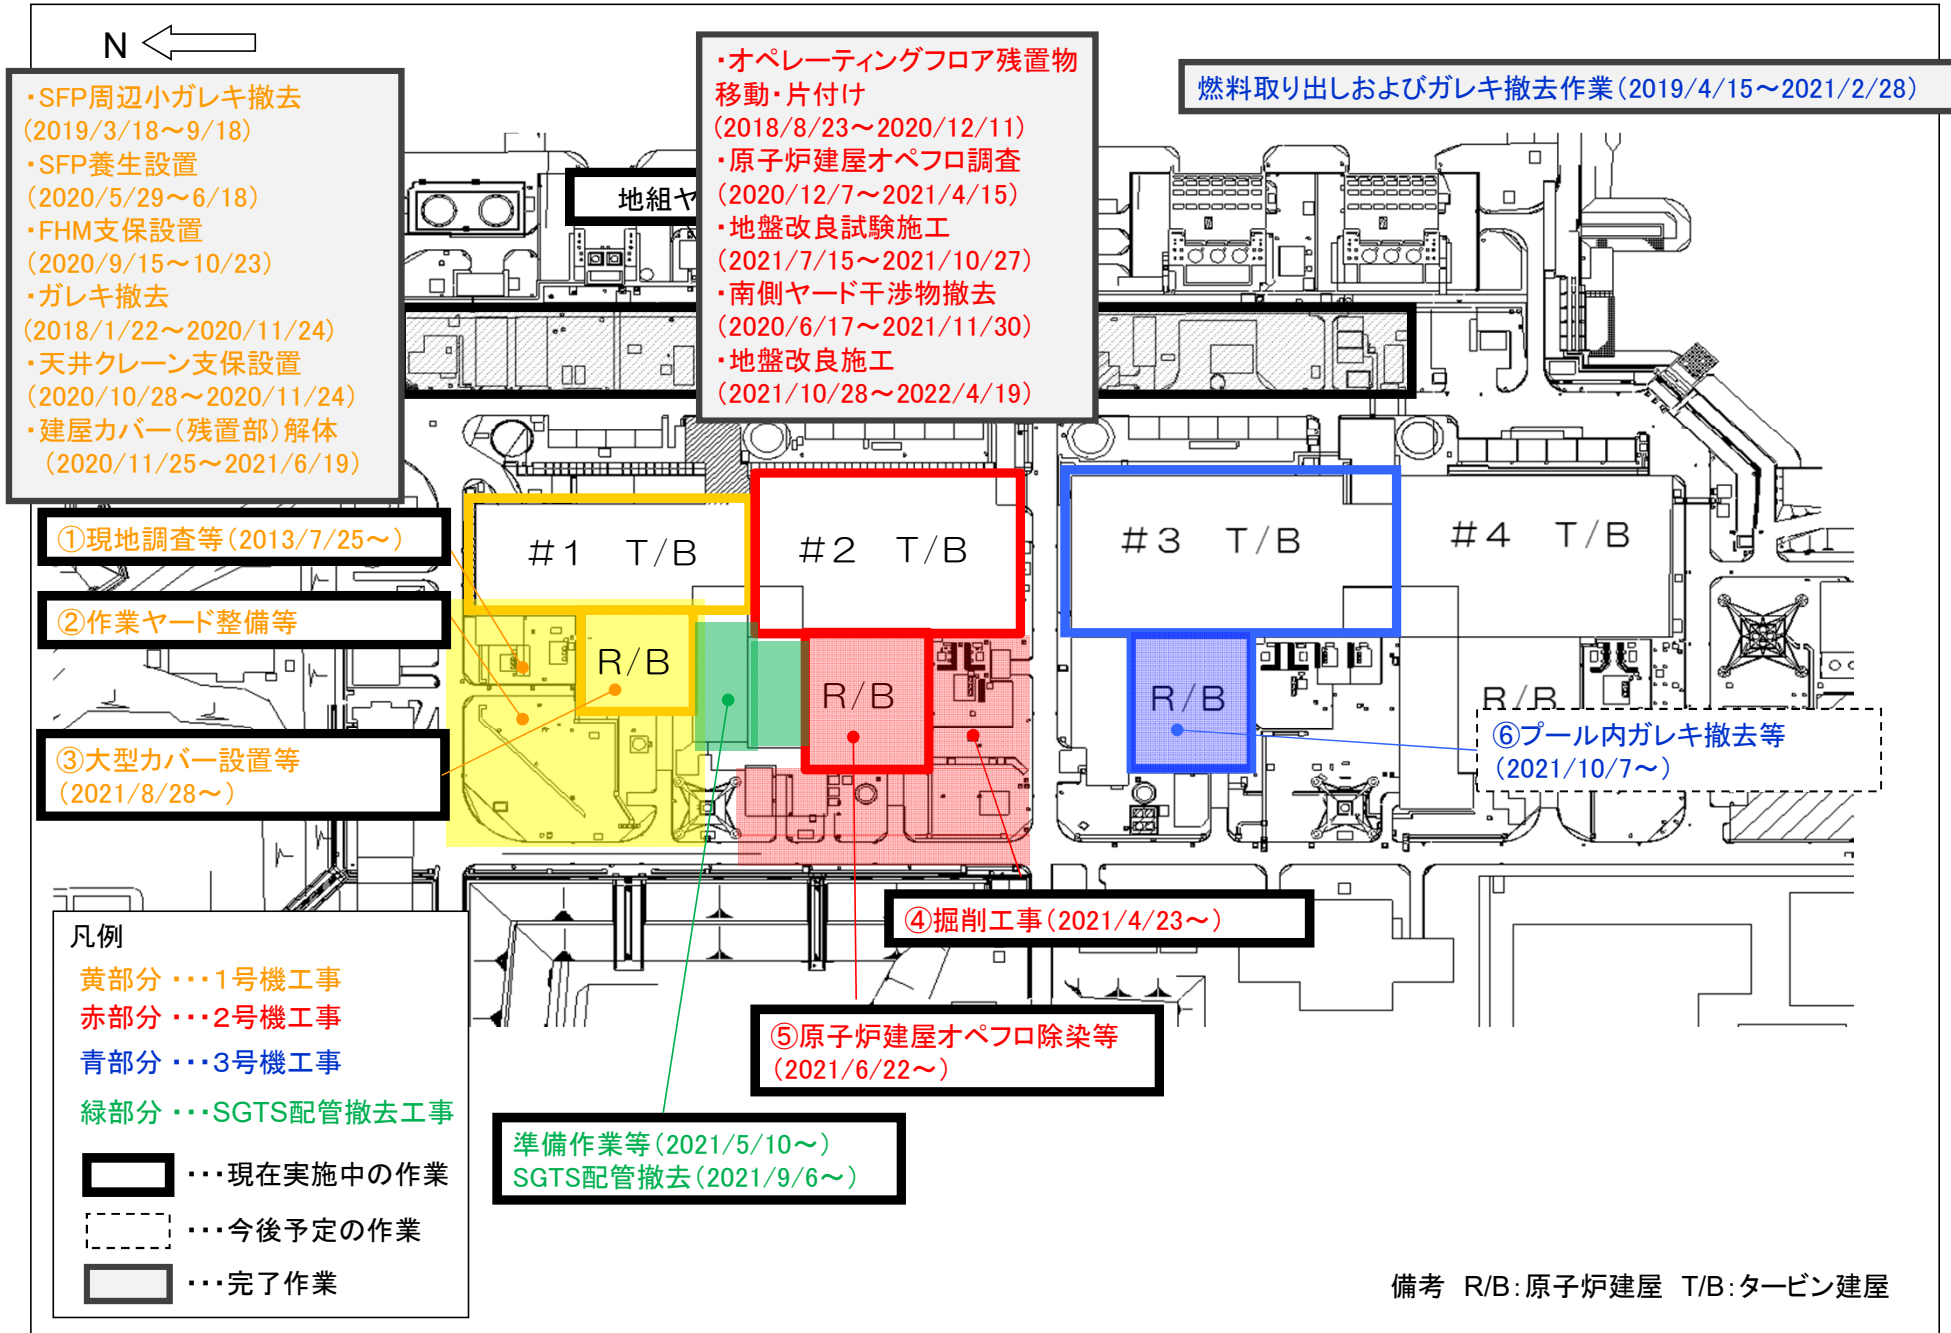 N
・SFP周辺小ガレキ撤去
(2019/3/18～9/18)
・SFP養生設置
(2020/5/29～6/18)
・FHM支保設置
(2020/9/15～10/23)
・ガレキ撤去
(2018/1/22～2020/11/24)
・天井クレーン支保設置
(2020/10/28～2020/11/24)
・建屋カバー(残置部)解体
(2020/11/25～2021/6/19)
・オペレーティングフロア残置物
移動・片付け
(2018/8/23～2020/12/11)
・原子炉建屋オペフロ調査
(2020/12/7～2021/4/15)
・地盤改良試験施工
(2021/7/15～2021/10/27)
・南側ヤード干渉物撤去
(2020/6/17～2021/11/30)
・地盤改良施工
(2021/10/28～2022/4/19)
燃料取り出しおよびガレキ撤去作業(2019/4/15～2021/2/28)
地組ヤ
①現地調査等(2013/7/25～)
②作業ヤード整備等
③大型カバー設置等
(2021/8/28～)
#1 T/B
#2 T/B
#3 T/B
#4 T/B
R/B
R/B
R/B
R/B
⑥プール内ガレキ撤去等
(2021/10/7～)
④掘削工事(2021/4/23～)
⑤原子炉建屋オペフロ除染等
(2021/6/22～)
準備作業等(2021/5/10～)
SGTS配管撤去(2021/9/6～)
凡例
黄部分 ・・・1号機工事
赤部分 ・・・2号機工事
青部分 ・・・3号機工事
緑部分 ・・・SGTS配管撤去工事
・・・現在実施中の作業
・・・今後予定の作業
・・・完了作業
備考 R/B:原子炉建屋 T/B:タービン建屋